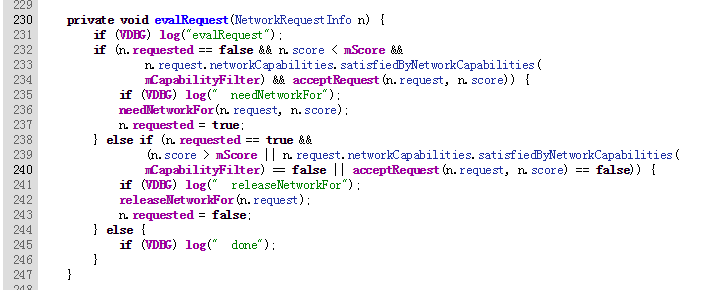 229
230 private void evalRequest(NetworkRequestInfo n) {
231 if (VDBG) log("evalRequest");
232 if (n.requested == false && n.score < mScore &&
233 n.request.networkCapabilities.satisfiedByNetworkCapabilities(
234 mCapabilityFilter) && acceptRequest(n.request, n.score)) {
235 if (VDBG) log("  needNetworkFor");
236 needNetworkFor(n.request, n.score);
237 n.requested = true;
238 } else if (n.requested == true &&
239 (n.score > mScore || n.request.networkCapabilities.satisfiedByNetworkCapabilities(
240 mCapabilityFilter) == false || acceptRequest(n.request, n.score) == false)) {
241 if (VDBG) log("  releaseNetworkFor");
242 releaseNetworkFor(n.request);
243 n.requested = false;
244 } else {
245 if (VDBG) log("  done");
246 }
247 }
248